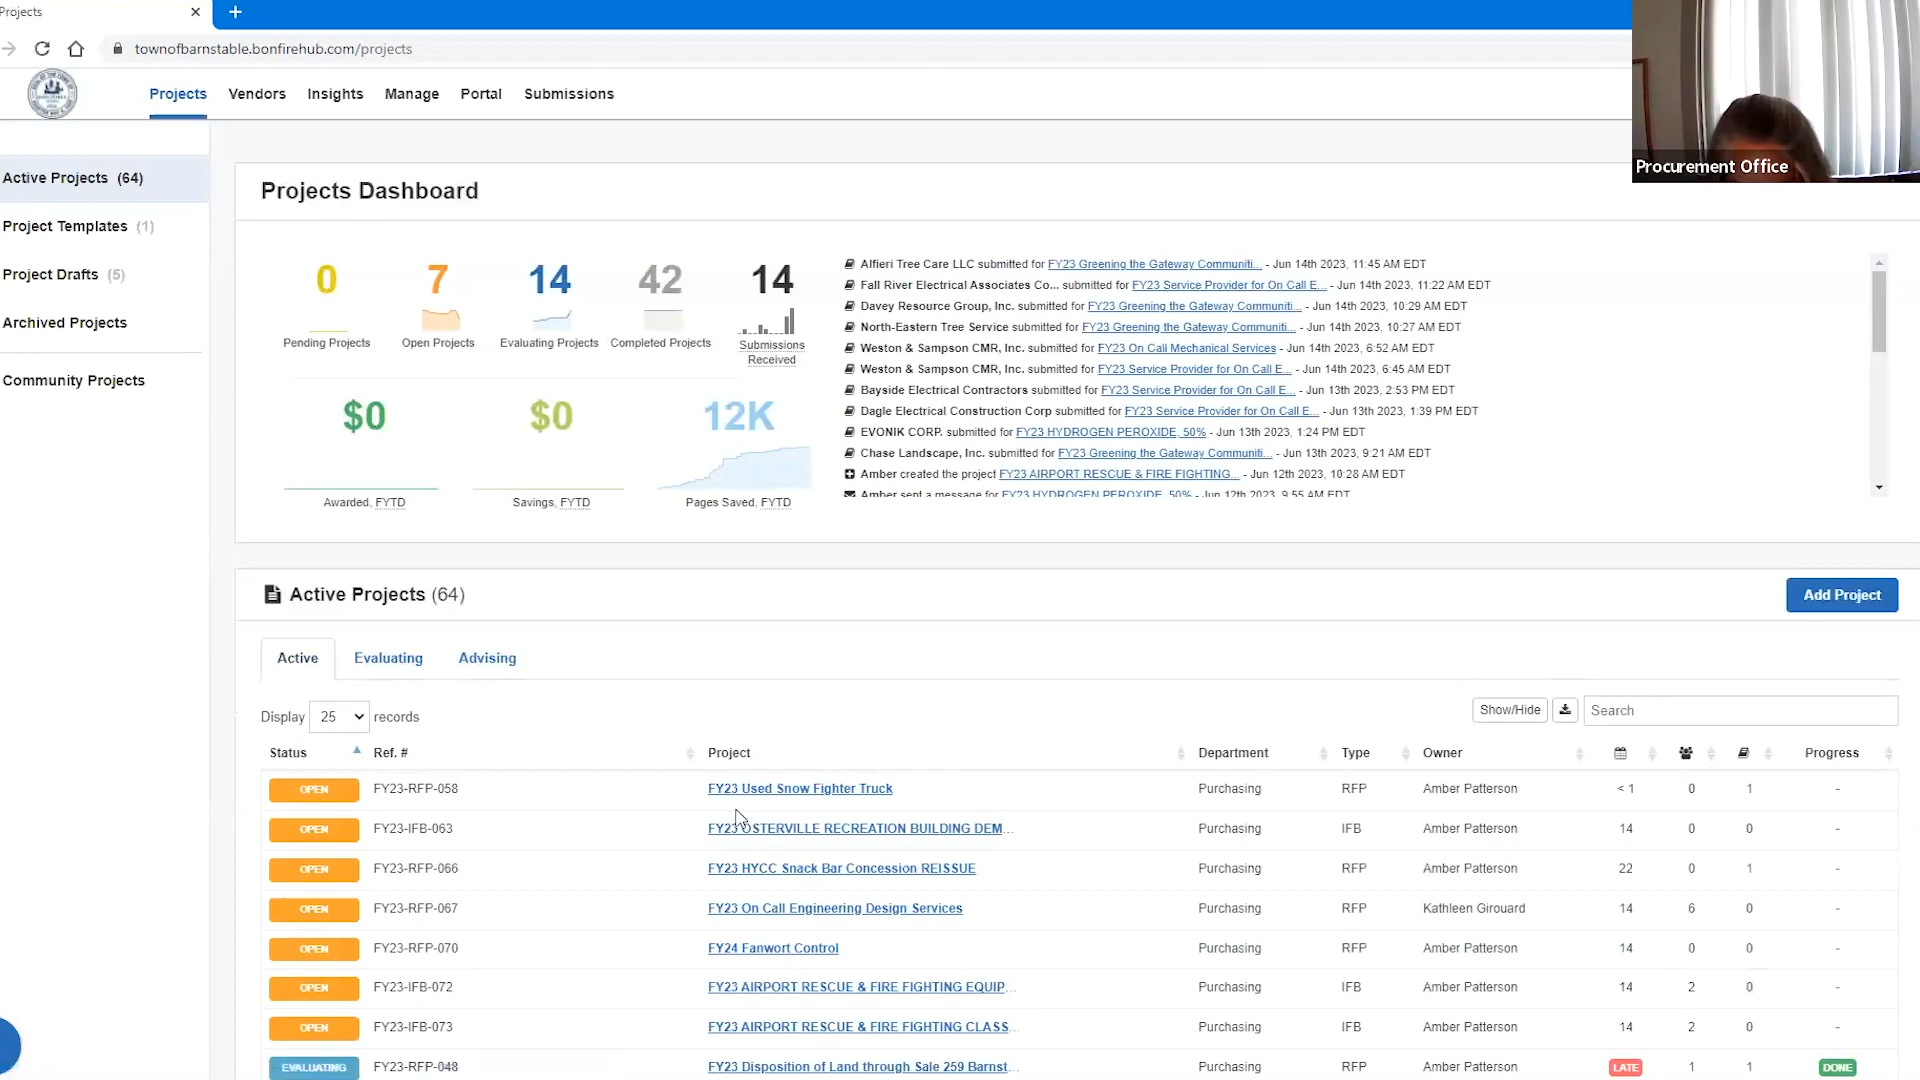 Projects
townofbarnstable.bonfirehub.com/projects
Projects Vendors Insights Manage Portal Submissions
Procurement Office
Active Projects (64)
Project Templates (1)
Project Drafts (5)
Archived Projects
Community Projects
Projects Dashboard
0 7 14 42 14
Pending Projects Open Projects Evaluating Projects Completed Projects Submissions
Received
$0 $0 12K
Awarded, FYTD Savings, FYTD Pages Saved, FYTD
Alfieri Tree Care LLC submitted for FY23 Greening the Gateway Communiti... - Jun 14th 2023, 11:45 AM EDT
Fall River Electrical Associates Co... submitted for FY23 Service Provider for On Call E... - Jun 14th 2023, 11:22 AM EDT
Davey Resource Group, Inc. submitted for FY23 Greening the Gateway Communiti... - Jun 14th 2023, 10:29 AM EDT
North-Eastern Tree Service submitted for FY23 Greening the Gateway Communiti... - Jun 14th 2023, 10:27 AM EDT
Weston & Sampson CMR, Inc. submitted for FY23 On Call Mechanical Services - Jun 14th 2023, 6:52 AM EDT
Weston & Sampson CMR, Inc. submitted for FY23 Service Provider for On Call E... - Jun 14th 2023, 6:45 AM EDT
Bayside Electrical Contractors submitted for FY23 Service Provider for On Call E... - Jun 13th 2023, 2:53 PM EDT
Dagle Electrical Construction Corp submitted for FY23 Service Provider for On Call E... - Jun 13th 2023, 1:39 PM EDT
EVONIK CORP. submitted for FY23 HYDROGEN PEROXIDE, 50% - Jun 13th 2023, 1:24 PM EDT
Chase Landscape, Inc. submitted for FY23 Greening the Gateway Communiti... - Jun 13th 2023, 9:21 AM EDT
Amber created the project FY23 AIRPORT RESCUE & FIRE FIGHTING... - Jun 12th 2023, 10:28 AM EDT
Amber sent a message for FY23 HYDROGEN PEROXIDE, 50% - Jun 12th 2023, 9:55 AM EDT
Active Projects (64)
Add Project
Active Evaluating Advising
Display 25 records
Show/Hide Search
Status Ref. # Project Department Type Owner Progress
OPEN FY23-RFP-058 FY23 Used Snow Fighter Truck Purchasing RFP Amber Patterson < 1 0 1 -
OPEN FY23-IFB-063 FY23 OSTERVILLE RECREATION BUILDING DEM... Purchasing IFB Amber Patterson 14 0 0 -
OPEN FY23-RFP-066 FY23 HYCC Snack Bar Concession REISSUE Purchasing RFP Amber Patterson 22 0 1 -
OPEN FY23-RFP-067 FY23 On Call Engineering Design Services Purchasing RFP Kathleen Girouard 14 6 0 -
OPEN FY23-RFP-070 FY24 Fanwort Control Purchasing RFP Amber Patterson 14 0 0 -
OPEN FY23-IFB-072 FY23 AIRPORT RESCUE & FIRE FIGHTING EQUIP... Purchasing IFB Amber Patterson 14 2 0 -
OPEN FY23-IFB-073 FY23 AIRPORT RESCUE & FIRE FIGHTING CLASS... Purchasing IFB Amber Patterson 14 2 0 -
EVALUATING FY23-RFP-048 FY23 Disposition of Land through Sale 259 Barnst... Purchasing RFP Amber Patterson LATE 1 1 DONE